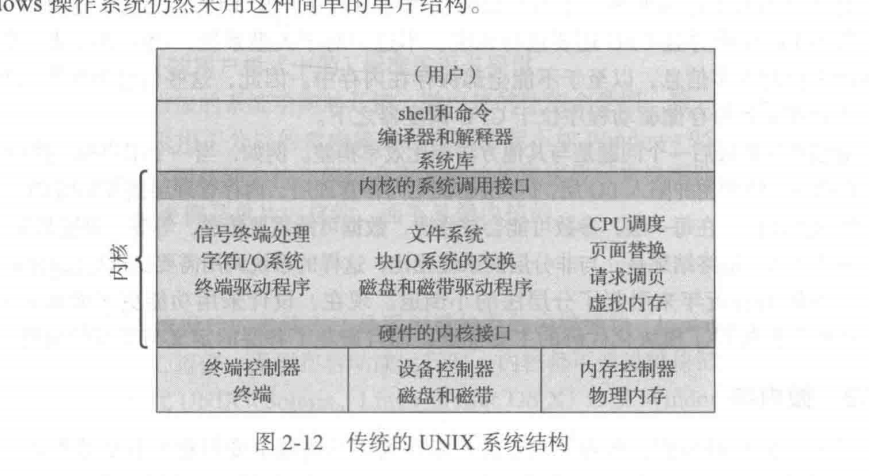 dows 操作系统仍然采用这种简单的单片结构。
（用户）
shell和命令
编译器和解释器
系统库
内核的系统调用接口
内核
信号终端处理
字符I/O系统
终端驱动程序
文件系统
块I/O系统的交换
磁盘和磁带驱动程序
CPU调度
页面替换
请求调页
虚拟内存
硬件的内核接口
终端控制器
终端
设备控制器
磁盘和磁带
内存控制器
物理内存
图 2-12 传统的 UNIX 系统结构